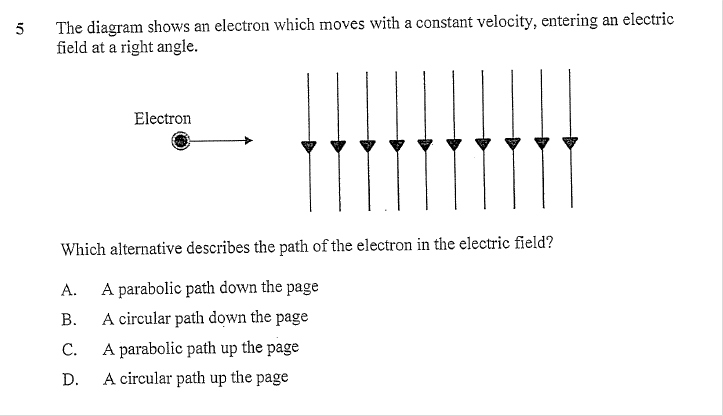 5 The diagram shows an electron which moves with a constant velocity, entering an electric
field at a right angle.
Electron
Which alternative describes the path of the electron in the electric field?
A. A parabolic path down the page
B. A circular path down the page
C. A parabolic path up the page
D. A circular path up the page